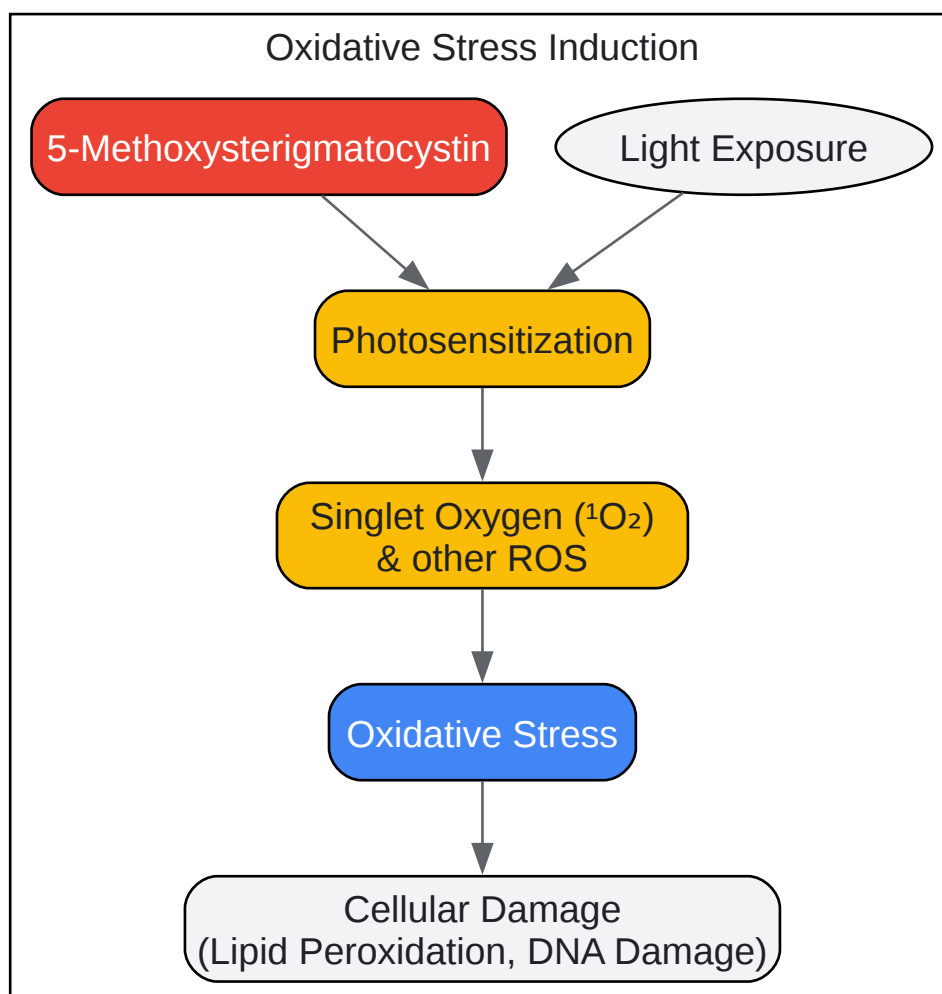 Oxidative Stress Induction
5-Methoxysterigmatocystin
Light Exposure
Photosensitization
Singlet Oxygen (¹O₂)
& other ROS
Oxidative Stress
Cellular Damage
(Lipid Peroxidation, DNA Damage)